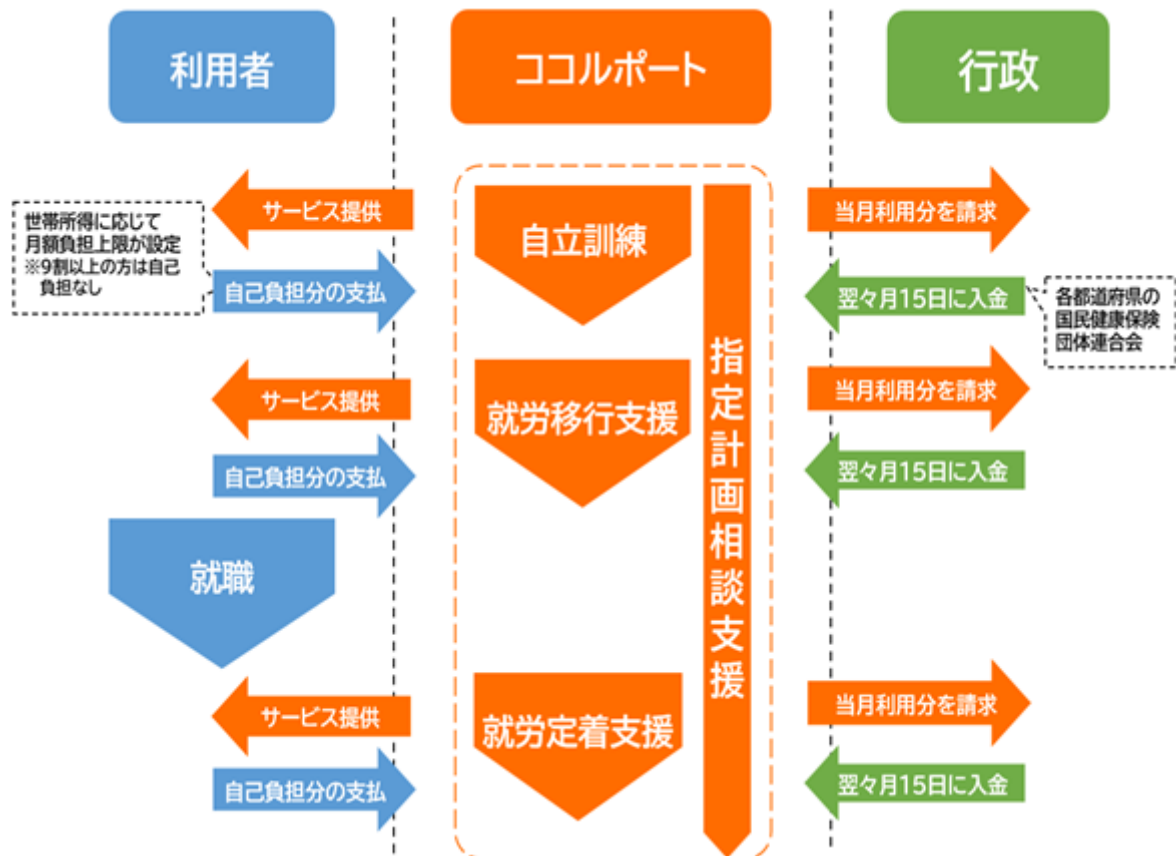 利用者
ココルポート
行政
サービス提供
自立訓練
当月利用分を請求
世帯所得に応じて
月額負担上限が設定
※9割以上の方は自己
負担なし
自己負担分の支払
翌々月15日に入金
各都道府県の
国民健康保険
団体連合会
指定計画相談支援
サービス提供
就労移行支援
当月利用分を請求
自己負担分の支払
翌々月15日に入金
就職
サービス提供
就労定着支援
当月利用分を請求
自己負担分の支払
翌々月15日に入金